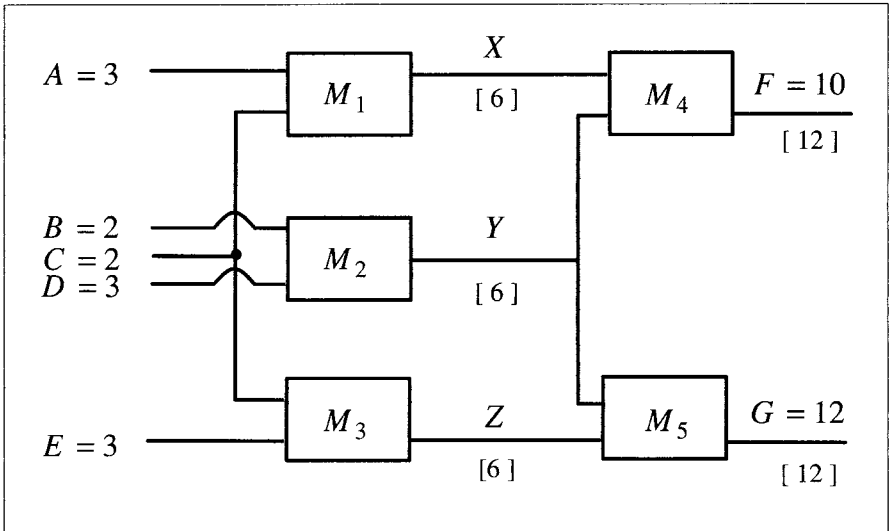 X
A = 3
M1
[ 6 ]
M4
F = 10
[ 12 ]
B = 2
C = 2
D = 3
M2
Y
[ 6 ]
E = 3
M3
Z
[6]
M5
G = 12
[ 12 ]